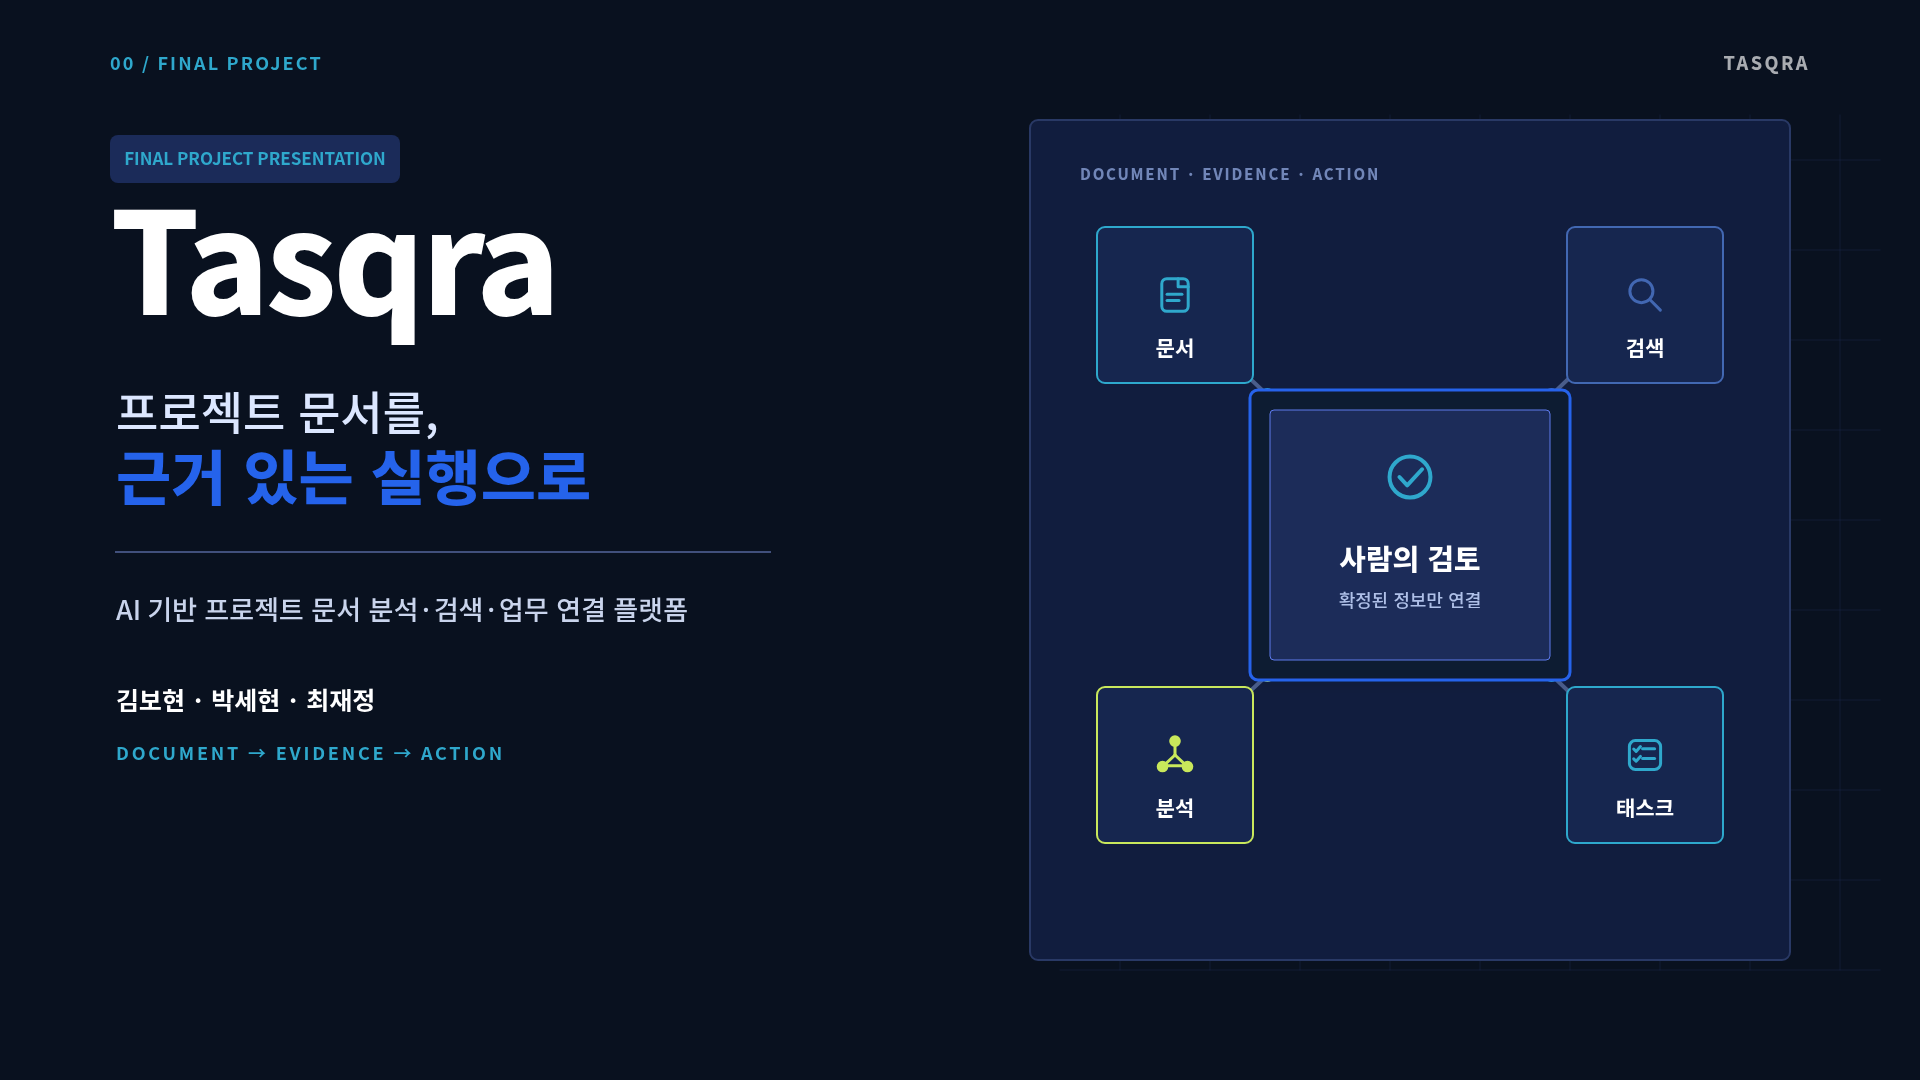 00 / FINAL PROJECT
TASQRA
FINAL PROJECT PRESENTATION
Tasqra
프로젝트 문서를,
근거 있는 실행으로
AI 기반 프로젝트 문서 분석·검색·업무 연결 플랫폼
김보현 · 박세현 · 최재정
DOCUMENT → EVIDENCE → ACTION
DOCUMENT · EVIDENCE · ACTION
문서
검색
사람의 검토
확정된 정보만 연결
분석
태스크